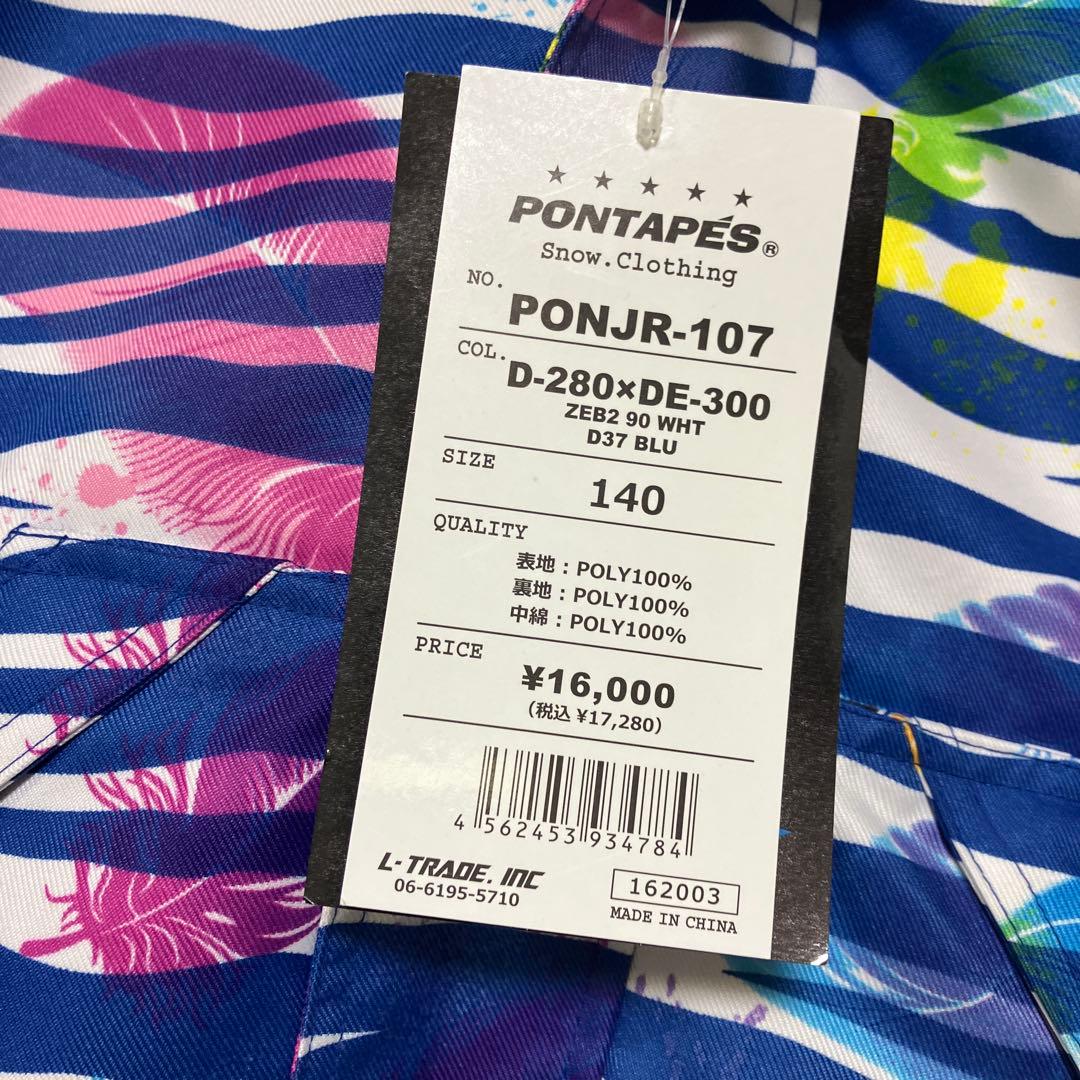 ★ ★ ★ ★ ★
PONTAPÉS®
Snow.Clothing
NO.
PONJR-107
COL.
D-280×DE-300
ZEB2 90 WHT
D37 BLU
SIZE
140
QUALITY
表地：POLY100%
裏地：POLY100%
中綿：POLY100%
PRICE
¥16,000
(税込 ¥17,280)
4 562453 934784
L-TRADE. INC
06-6195-5710
162003
MADE IN CHINA